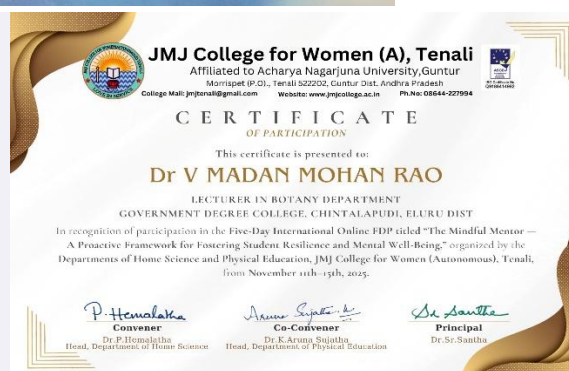 JMJ College for Women (A), Tenali
Affiliated to Acharya Nagarjuna University,Guntur
Morrispet (P.O)., Tenali 522202, Guntur Dist. Andhra Pradesh
College Mail: jmjtenali@gmail.com Website: www.jmjcollege.ac.in Ph.No: 08644-227994
CERTIFICATE
OF PARTICIPATION
This certificate is presented to:
Dr V MADAN MOHAN RAO
LECTURER IN BOTANY DEPARTMENT
GOVERNMENT DEGREE COLLEGE, CHINTALAPUDI, ELURU DIST
In recognition of participation in the Five-Day International Online FDP titled “The Mindful Mentor —
A Proactive Framework for Fostering Student Resilience and Mental Well-Being.” organized by the
Departments of Home Science and Physical Education, JMJ College for Women (Autonomous), Tenali,
from November 11th–15th, 2025.
P. Hemalatha
Convener
Dr.P.Hemalatha
Head, Department of Home Science
Aruna Sujatha. K
Co-Convener
Dr.K.Aruna Sujatha
Head, Department of Physical Education
Sr Santha
Principal
Dr.Sr.Santha